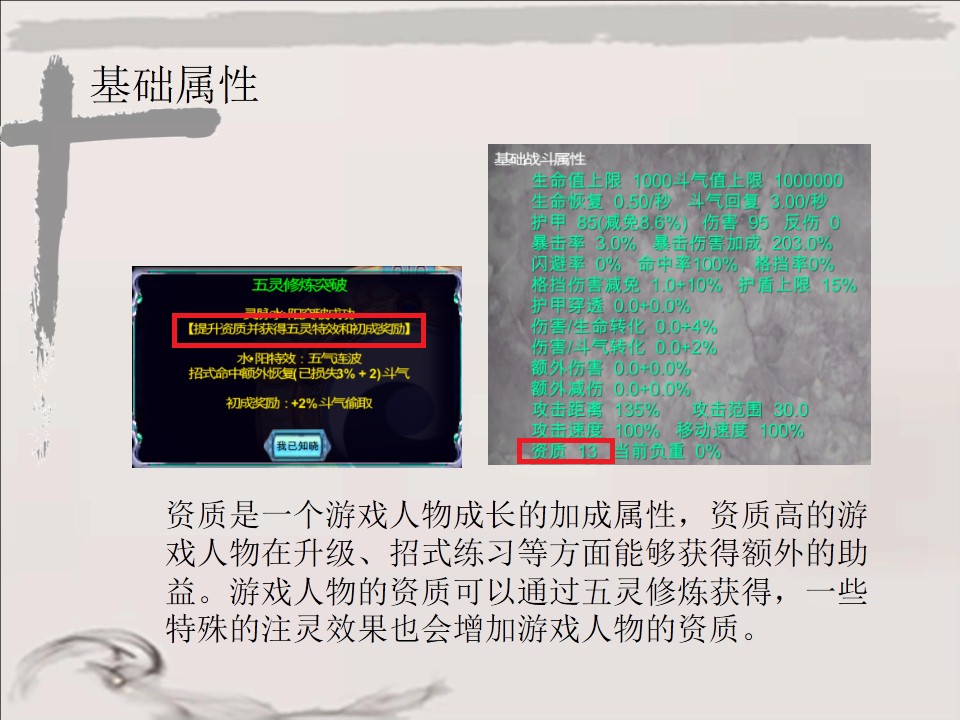 基础属性
基础战斗属性
生命值上限 1000斗气值上限 1000000
生命恢复 0.50/秒 斗气回复 3.00/秒
护甲 85(减免8.6%) 伤害 95 反伤 0
暴击率 3.0% 暴击伤害加成 203.0%
闪避率 0% 命中率100% 格挡率0%
格挡伤害减免 1.0+10% 护盾上限 15%
护甲穿透 0.0+0.0%
伤害/生命转化 0.0+4%
伤害/斗气转化 0.0+2%
额外伤害 0.0+0.0%
额外减伤 0.0+0.0%
攻击距离 135% 攻击范围 30.0
攻击速度 100% 移动速度 100%
资质 13 当前负重 0%
五灵修炼突破
灵脉水·阳突破成功
【提升资质并获得五灵特效和初成奖励】
水•阳特效：五气连波
招式命中额外恢复(已损失3% + 2)斗气
初成奖励：+2%斗气偷取
我已知晓
资质是一个游戏人物成长的加成属性，资质高的游
戏人物在升级、招式练习等方面能够获得额外的助
益。游戏人物的资质可以通过五灵修炼获得，一些
特殊的注灵效果也会增加游戏人物的资质。